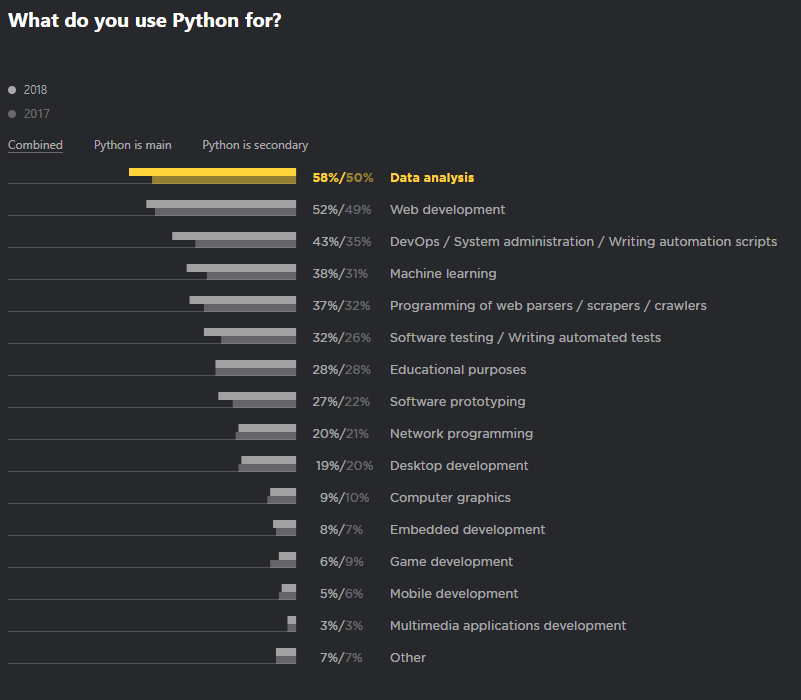 What do you use Python for?
2018
2017
Combined Python is main Python is secondary
58%/50% Data analysis
52%/49% Web development
43%/35% DevOps / System administration / Writing automation scripts
38%/31% Machine learning
37%/32% Programming of web parsers / scrapers / crawlers
32%/26% Software testing / Writing automated tests
28%/28% Educational purposes
27%/22% Software prototyping
20%/21% Network programming
19%/20% Desktop development
9%/10% Computer graphics
8%/7% Embedded development
6%/9% Game development
5%/6% Mobile development
3%/3% Multimedia applications development
7%/7% Other